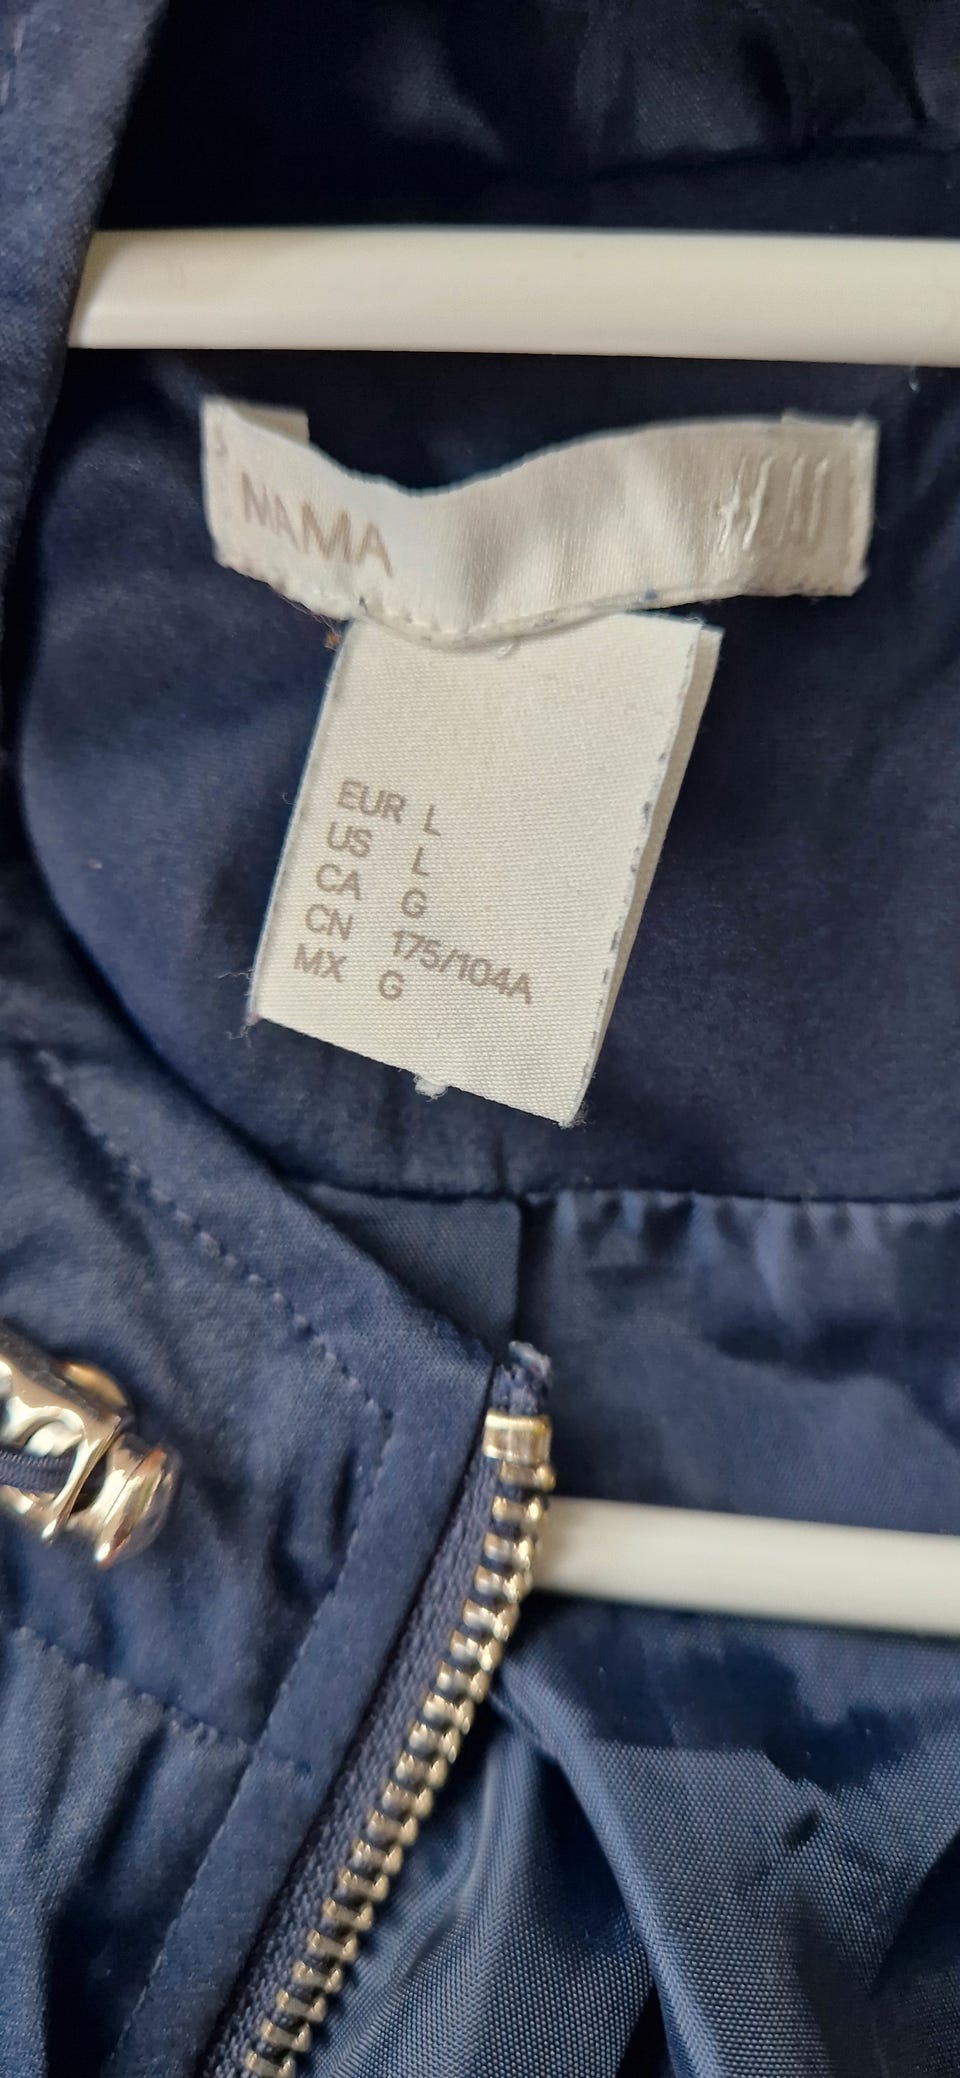 MAMA H&M
EUR L
US L
CA G
CN 175/104A
MX G